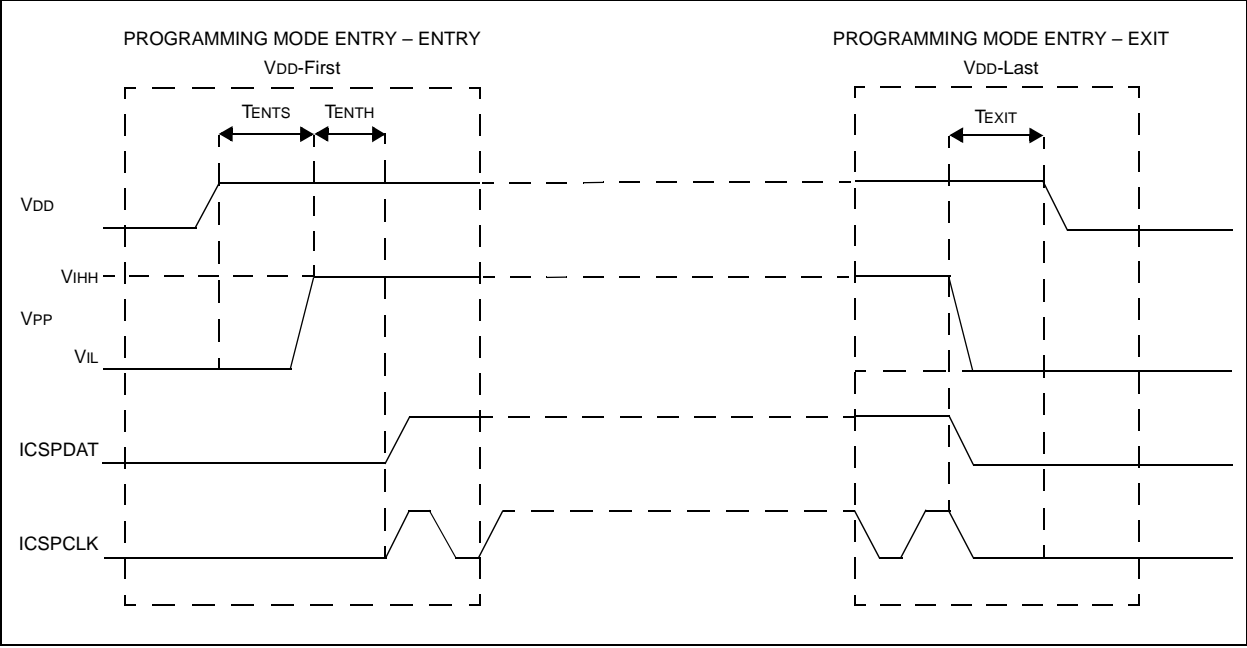 PROGRAMMING MODE ENTRY – ENTRY
VDD-First
TENTS
TENTH
PROGRAMMING MODE ENTRY – EXIT
VDD-Last
TEXIT
VDD
VIHH
VPP
VIL
ICSPDAT
ICSPCLK